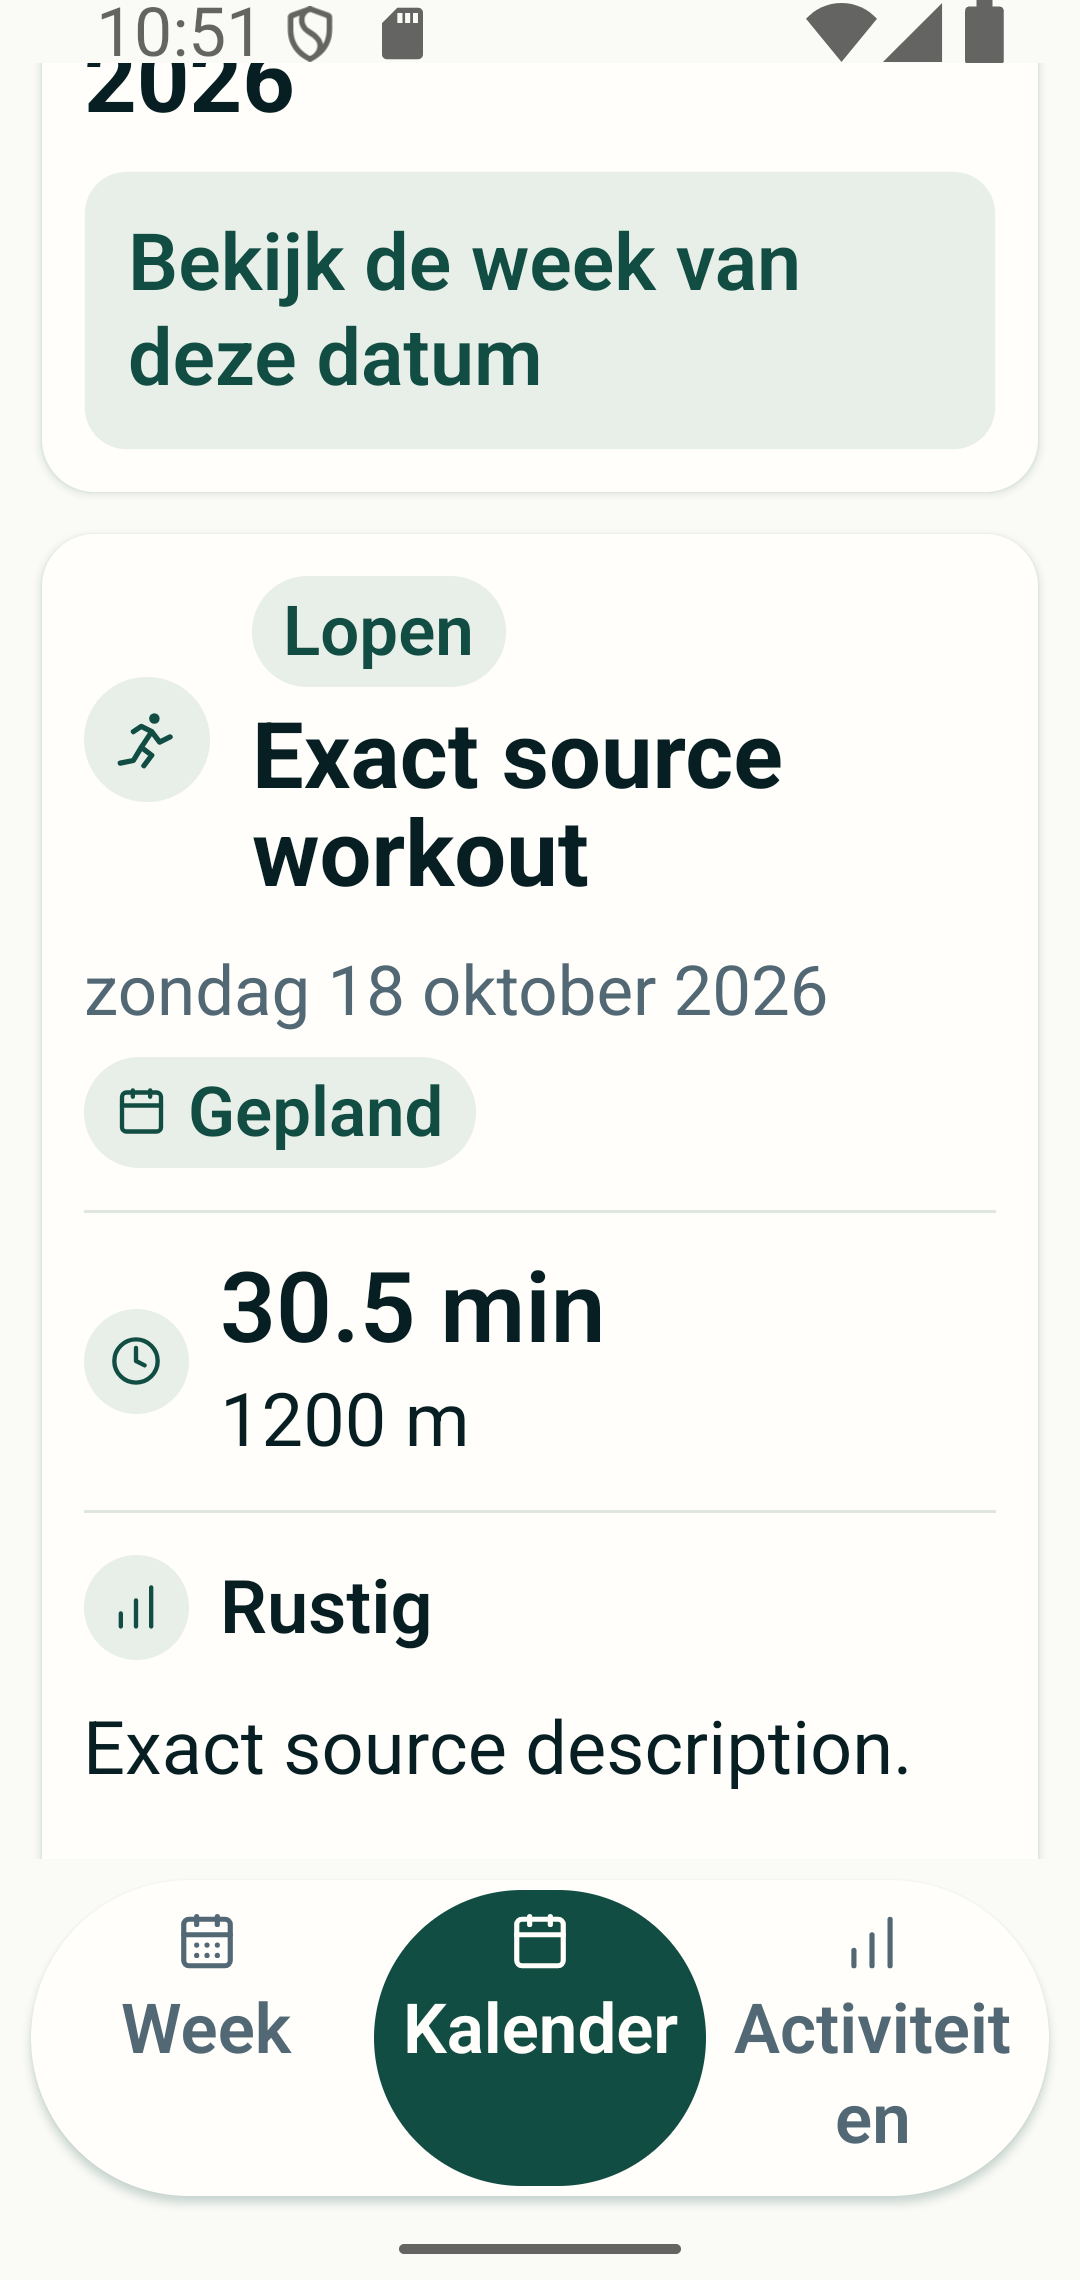 10:51
2026
Bekijk de week van
deze datum
Lopen
Exact source
workout
zondag 18 oktober 2026
Gepland
30.5 min
1200 m
Rustig
Exact source description.
Week
Kalender
Activiteit
en